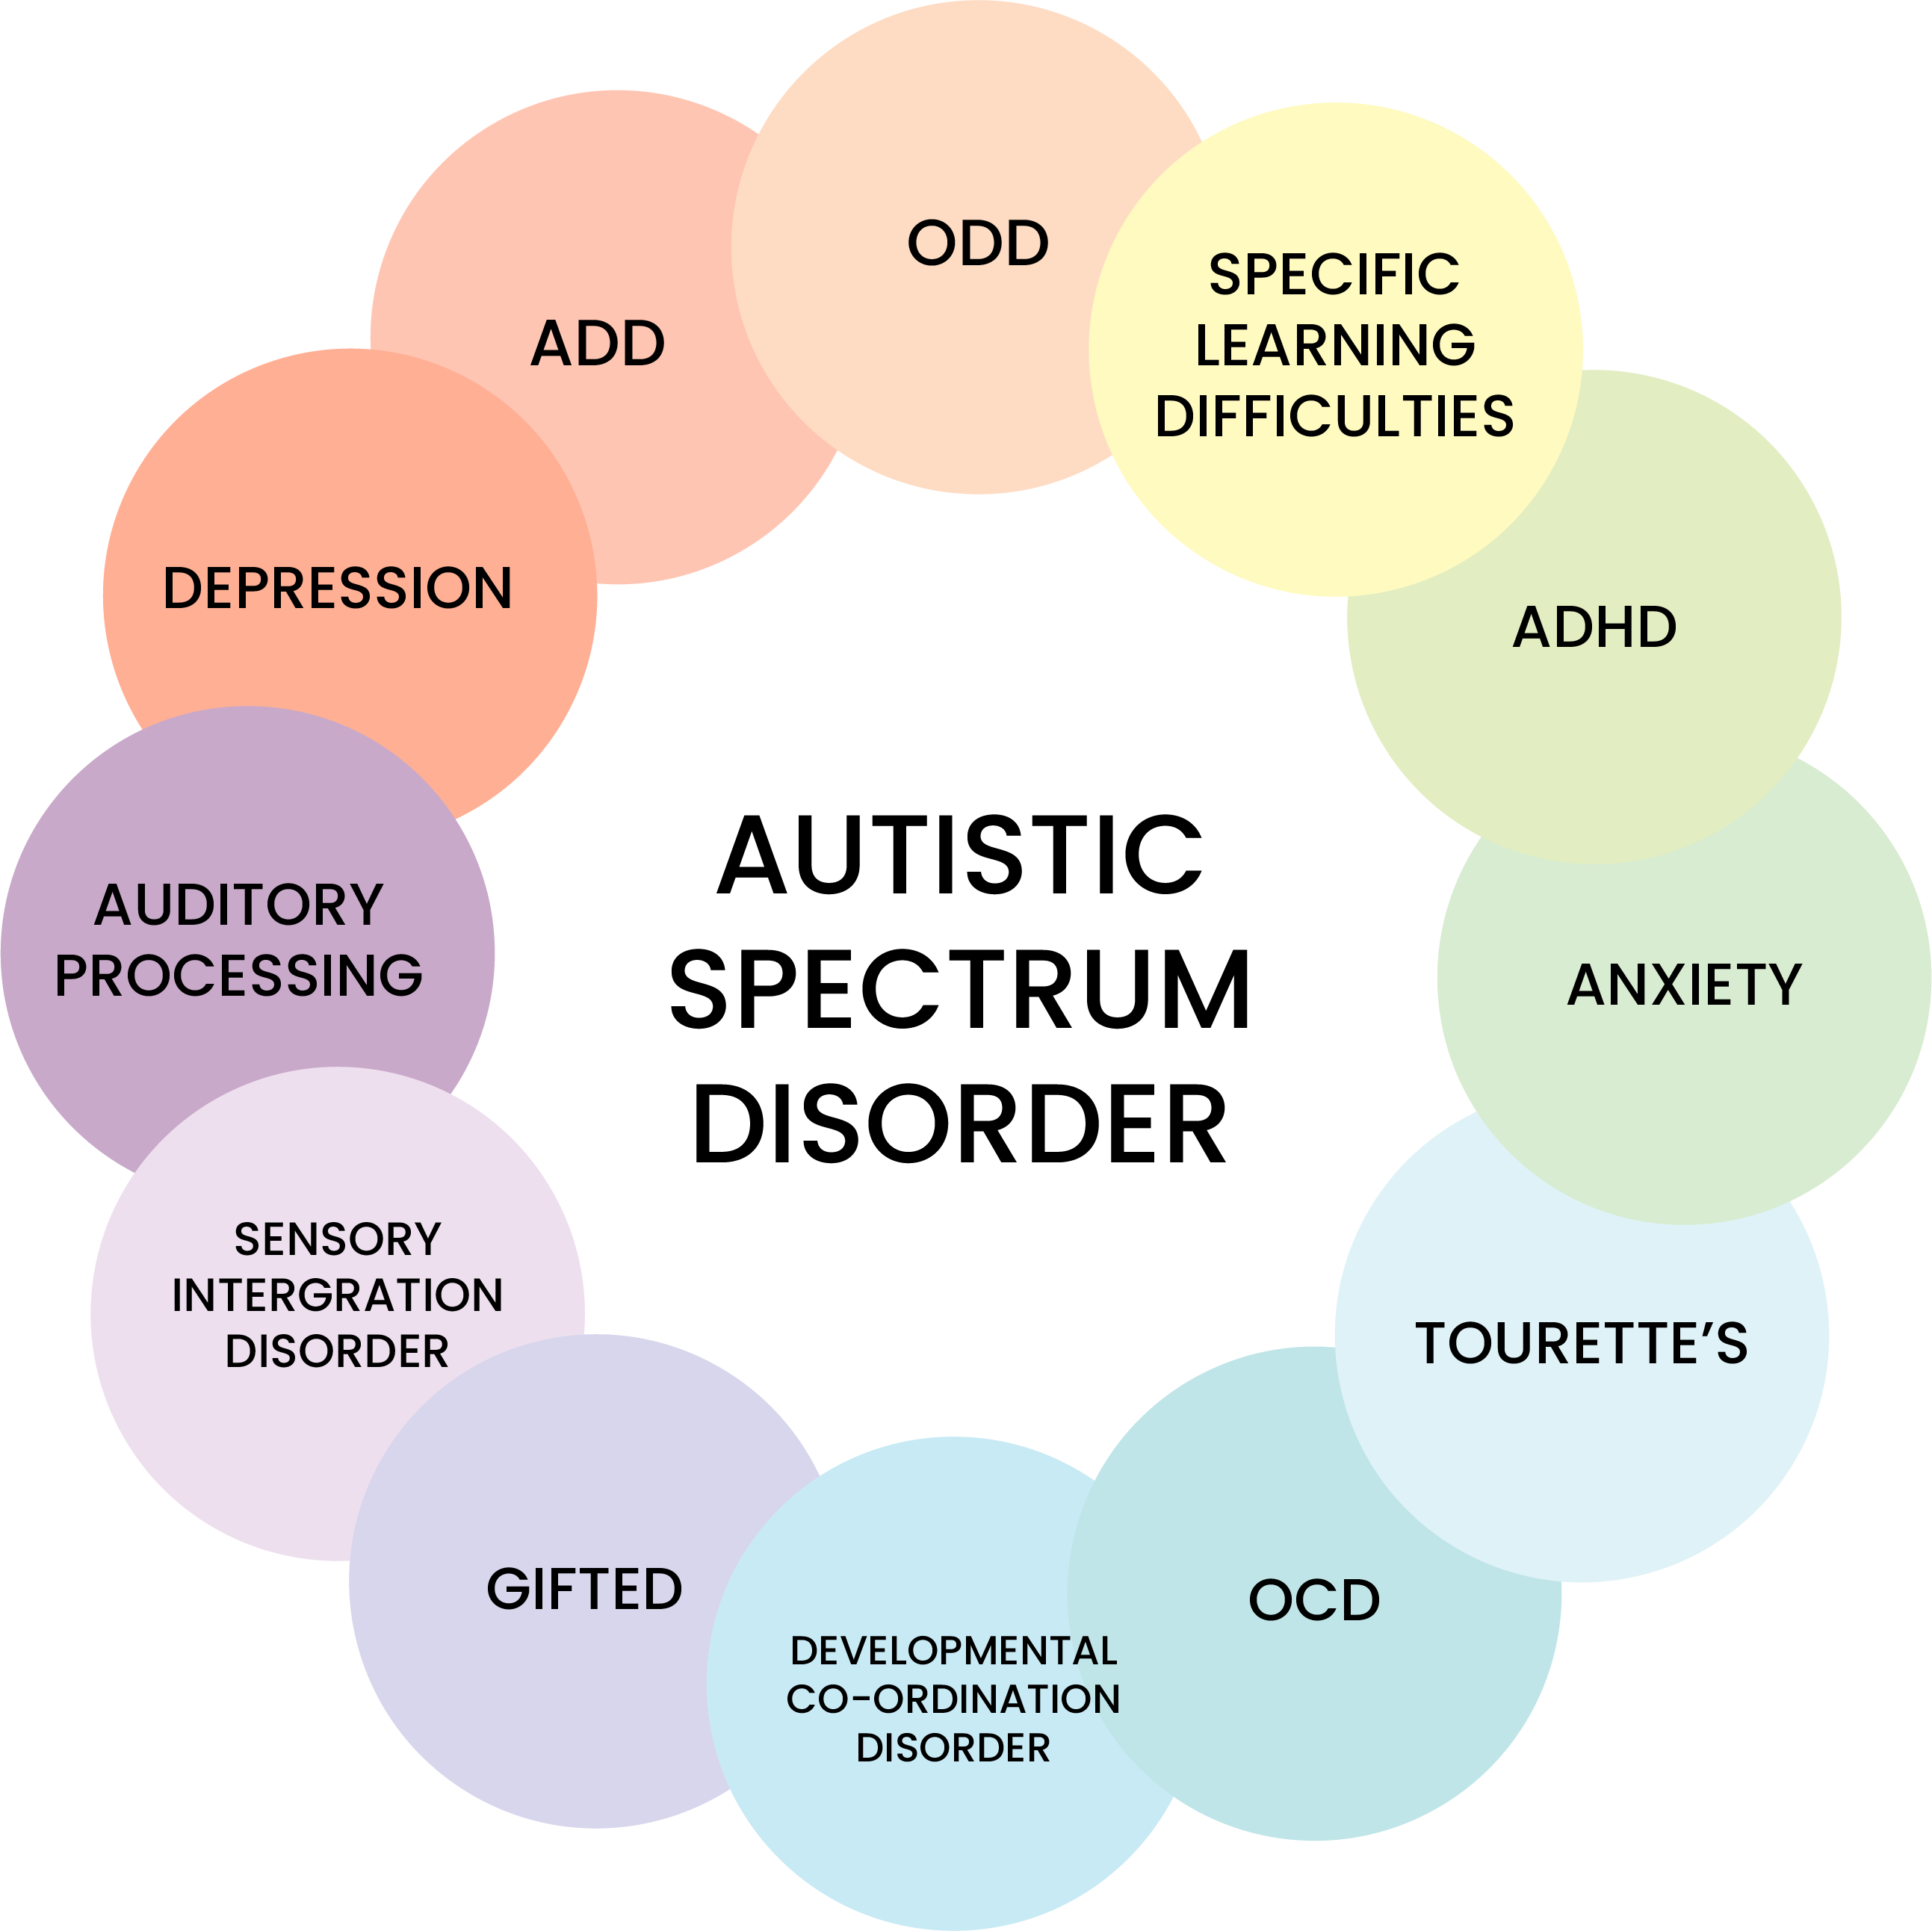 ODD
SPECIFIC
LEARNING
DIFFICULTIES
ADHD
ANXIETY
TOURETTE’S
OCD
DEVELOPMENTAL
CO-ORDINATION
DISORDER
GIFTED
SENSORY
INTERGRATION
DISORDER
AUDITORY
PROCESSING
DEPRESSION
ADD
AUTISTIC
SPECTRUM
DISORDER